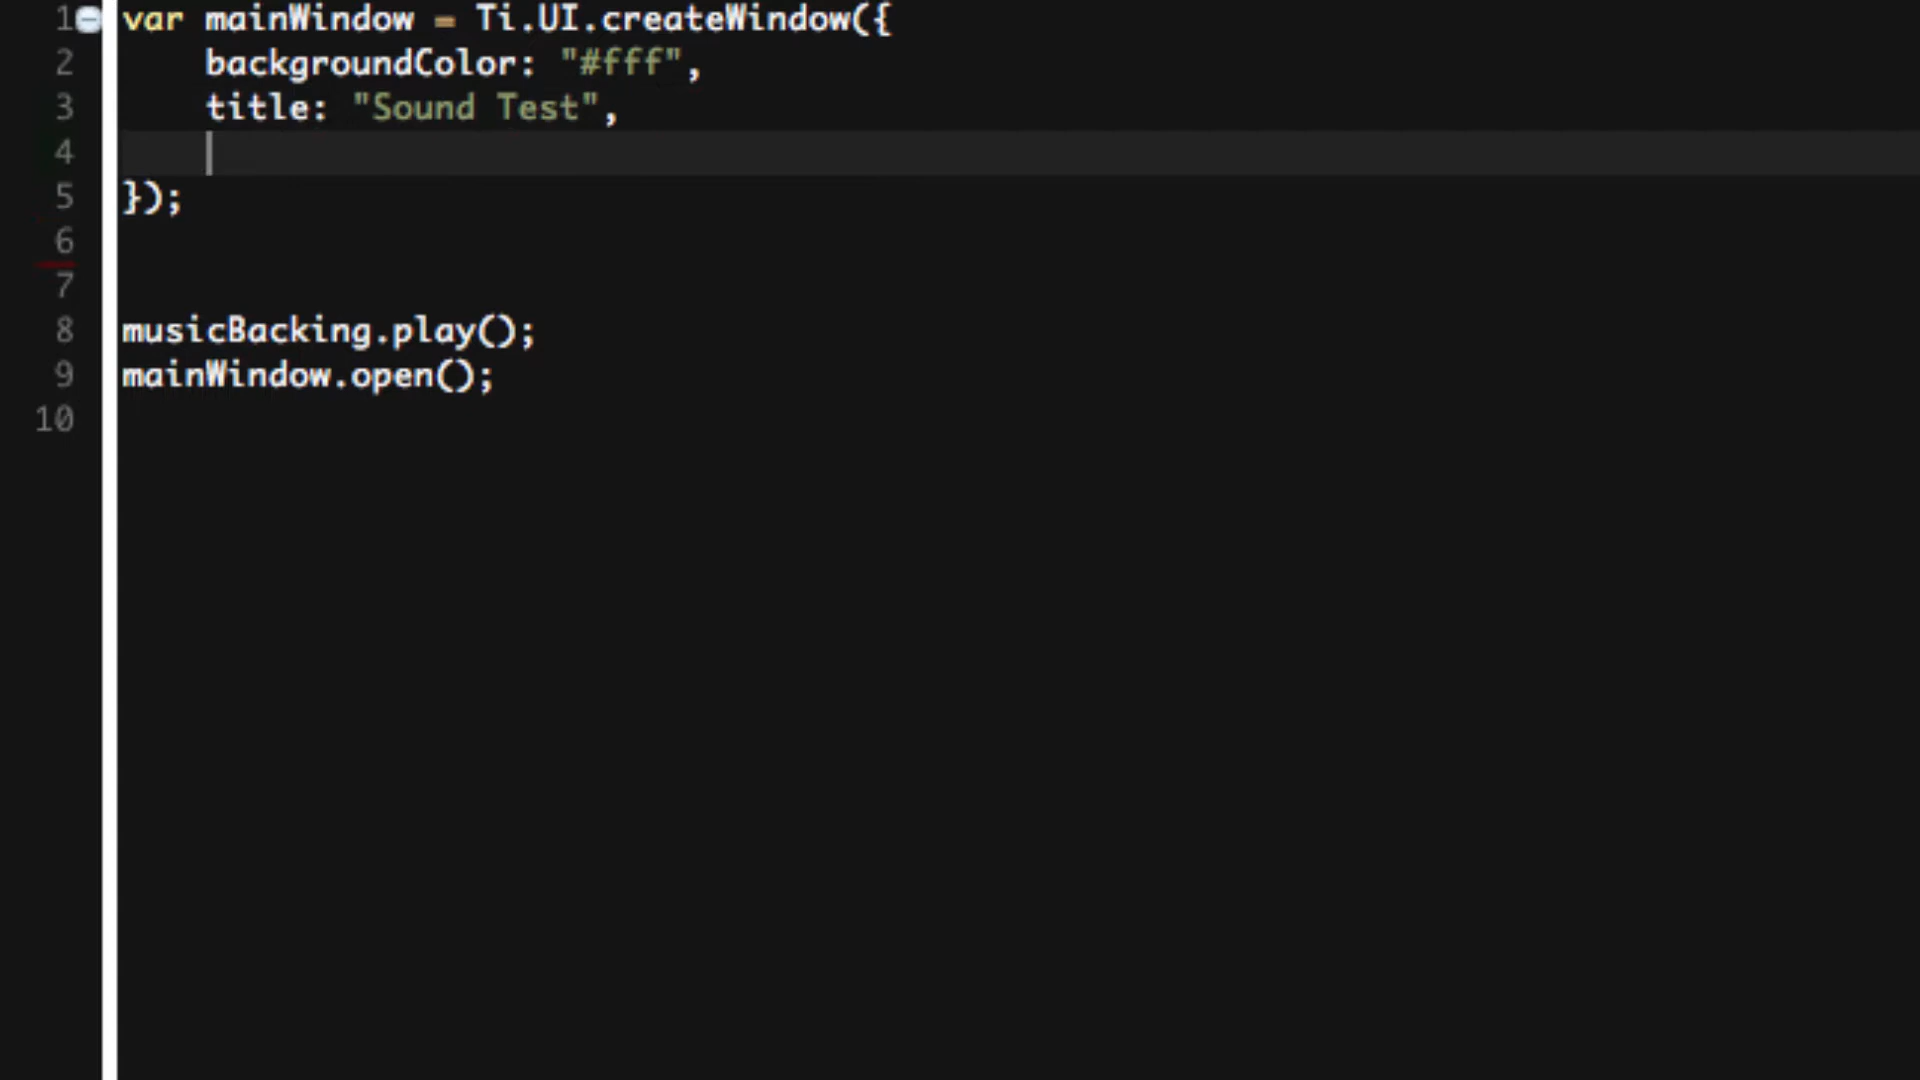 1 var mainWindow = Ti.UI.createWindow({
2 backgroundColor: "#fff",
3 title: "Sound Test",
4
5 });
6
7
8 musicBacking.play();
9 mainWindow.open();
10